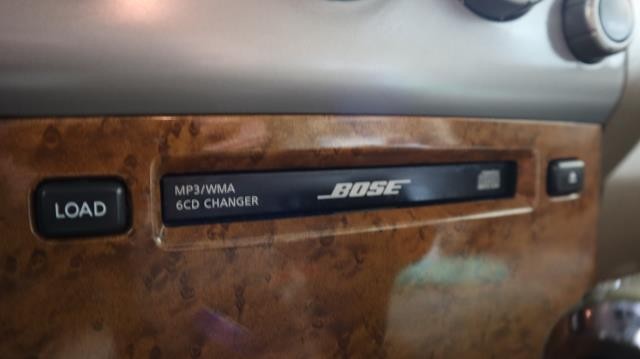 LOAD
MP3/WMA
6CD CHANGER
BOSE